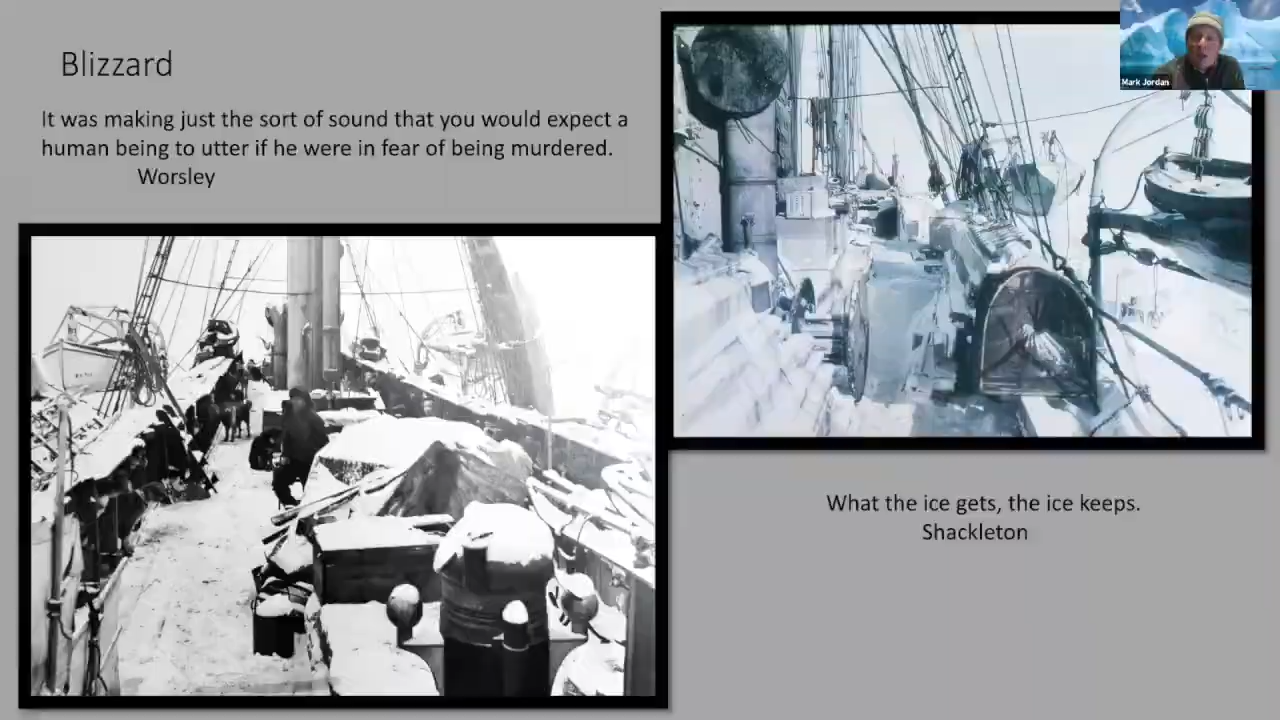 Blizzard
It was making just the sort of sound that you would expect a
human being to utter if he were in fear of being murdered.
Worsley
Mark Jordan
What the ice gets, the ice keeps.
Shackleton